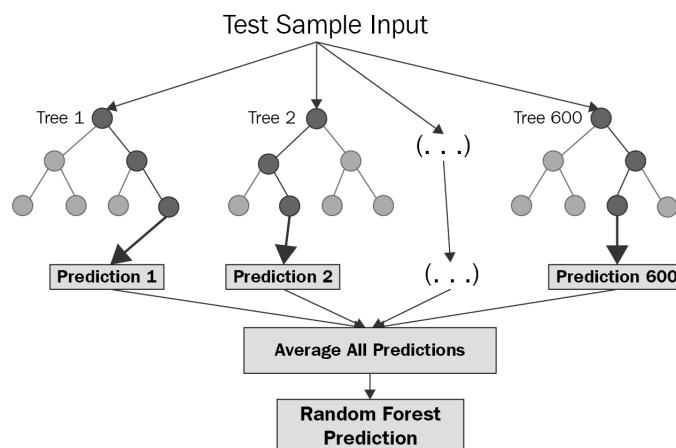 Test Sample Input
Tree 1
Tree 2
Tree 600
(. . .)
(. . .)
Prediction 1
Prediction 2
Prediction 600
Average All Predictions
Random Forest
Prediction